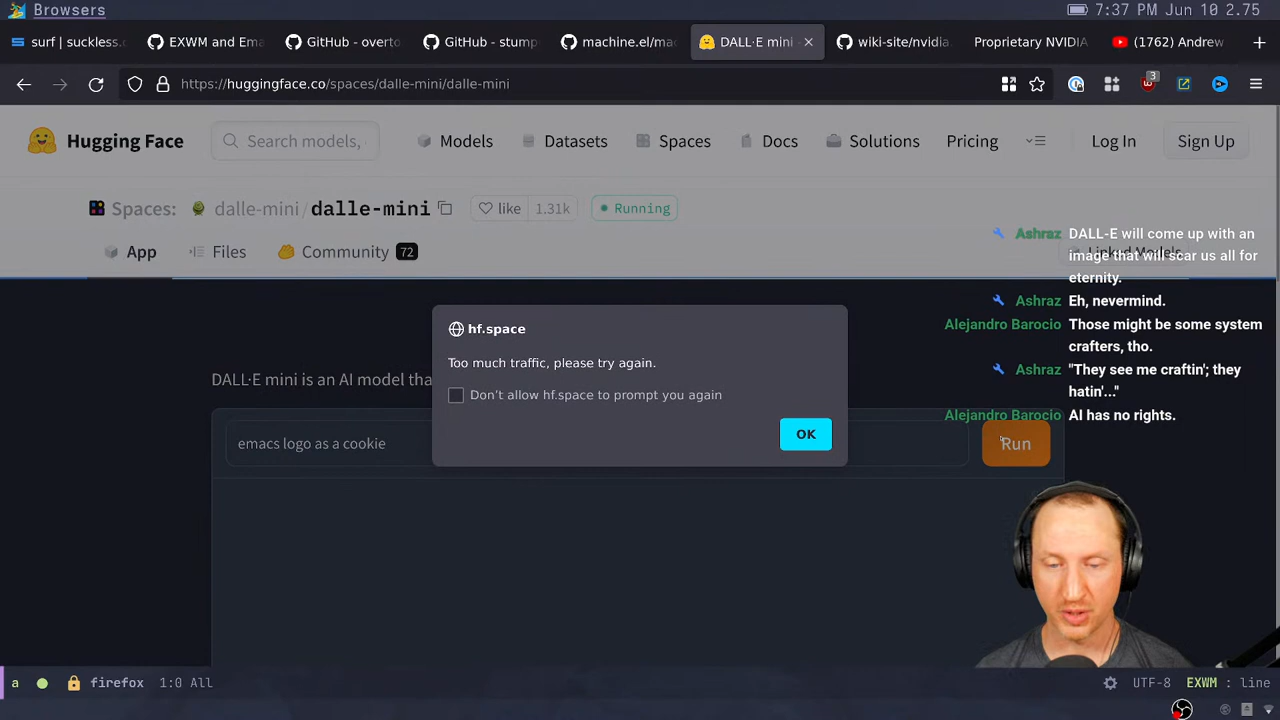 Browsers
7:37 PM Jun 10 2.75
surf | suckless.c
EXWM and Ema
GitHub - overto
GitHub - stump
machine.el/mac
DALL·E mini -
wiki-site/nvidia.
Proprietary NVIDIA
(1762) Andrew
https://huggingface.co/spaces/dalle-mini/dalle-mini
3
Hugging Face
Search models,
Models
Datasets
Spaces
Docs
Solutions
Pricing
Log In
Sign Up
Spaces:
dalle-mini/dalle-mini
like
1.31k
Running
App
Files
Community
72
Linked Models
Ashraz DALL-E will come up with an
image that will scar us all for
eternity.
Ashraz Eh, nevermind.
Alejandro Barocio Those might be some system
crafters, tho.
Ashraz "They see me craftin'; they
hatin'..."
Alejandro Barocio AI has no rights.
hf.space
Too much traffic, please try again.
Don't allow hf.space to prompt you again
OK
DALL·E mini is an AI model tha
emacs logo as a cookie
Run
a
firefox
1:0 All
UTF-8
EXWM : line